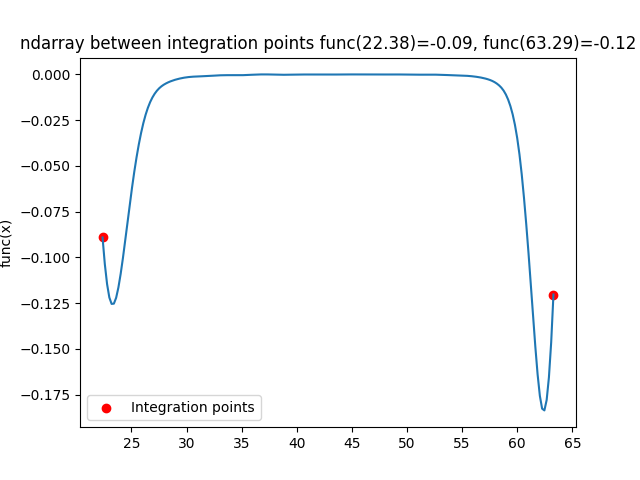 ndarray between integration points func(22.38)=-0.09, func(63.29)=-0.12
0.000
−0.025
−0.050
−0.075
−0.100
−0.125
−0.150
−0.175
func(x)
Integration points
25 30 35 40 45 50 55 60 65